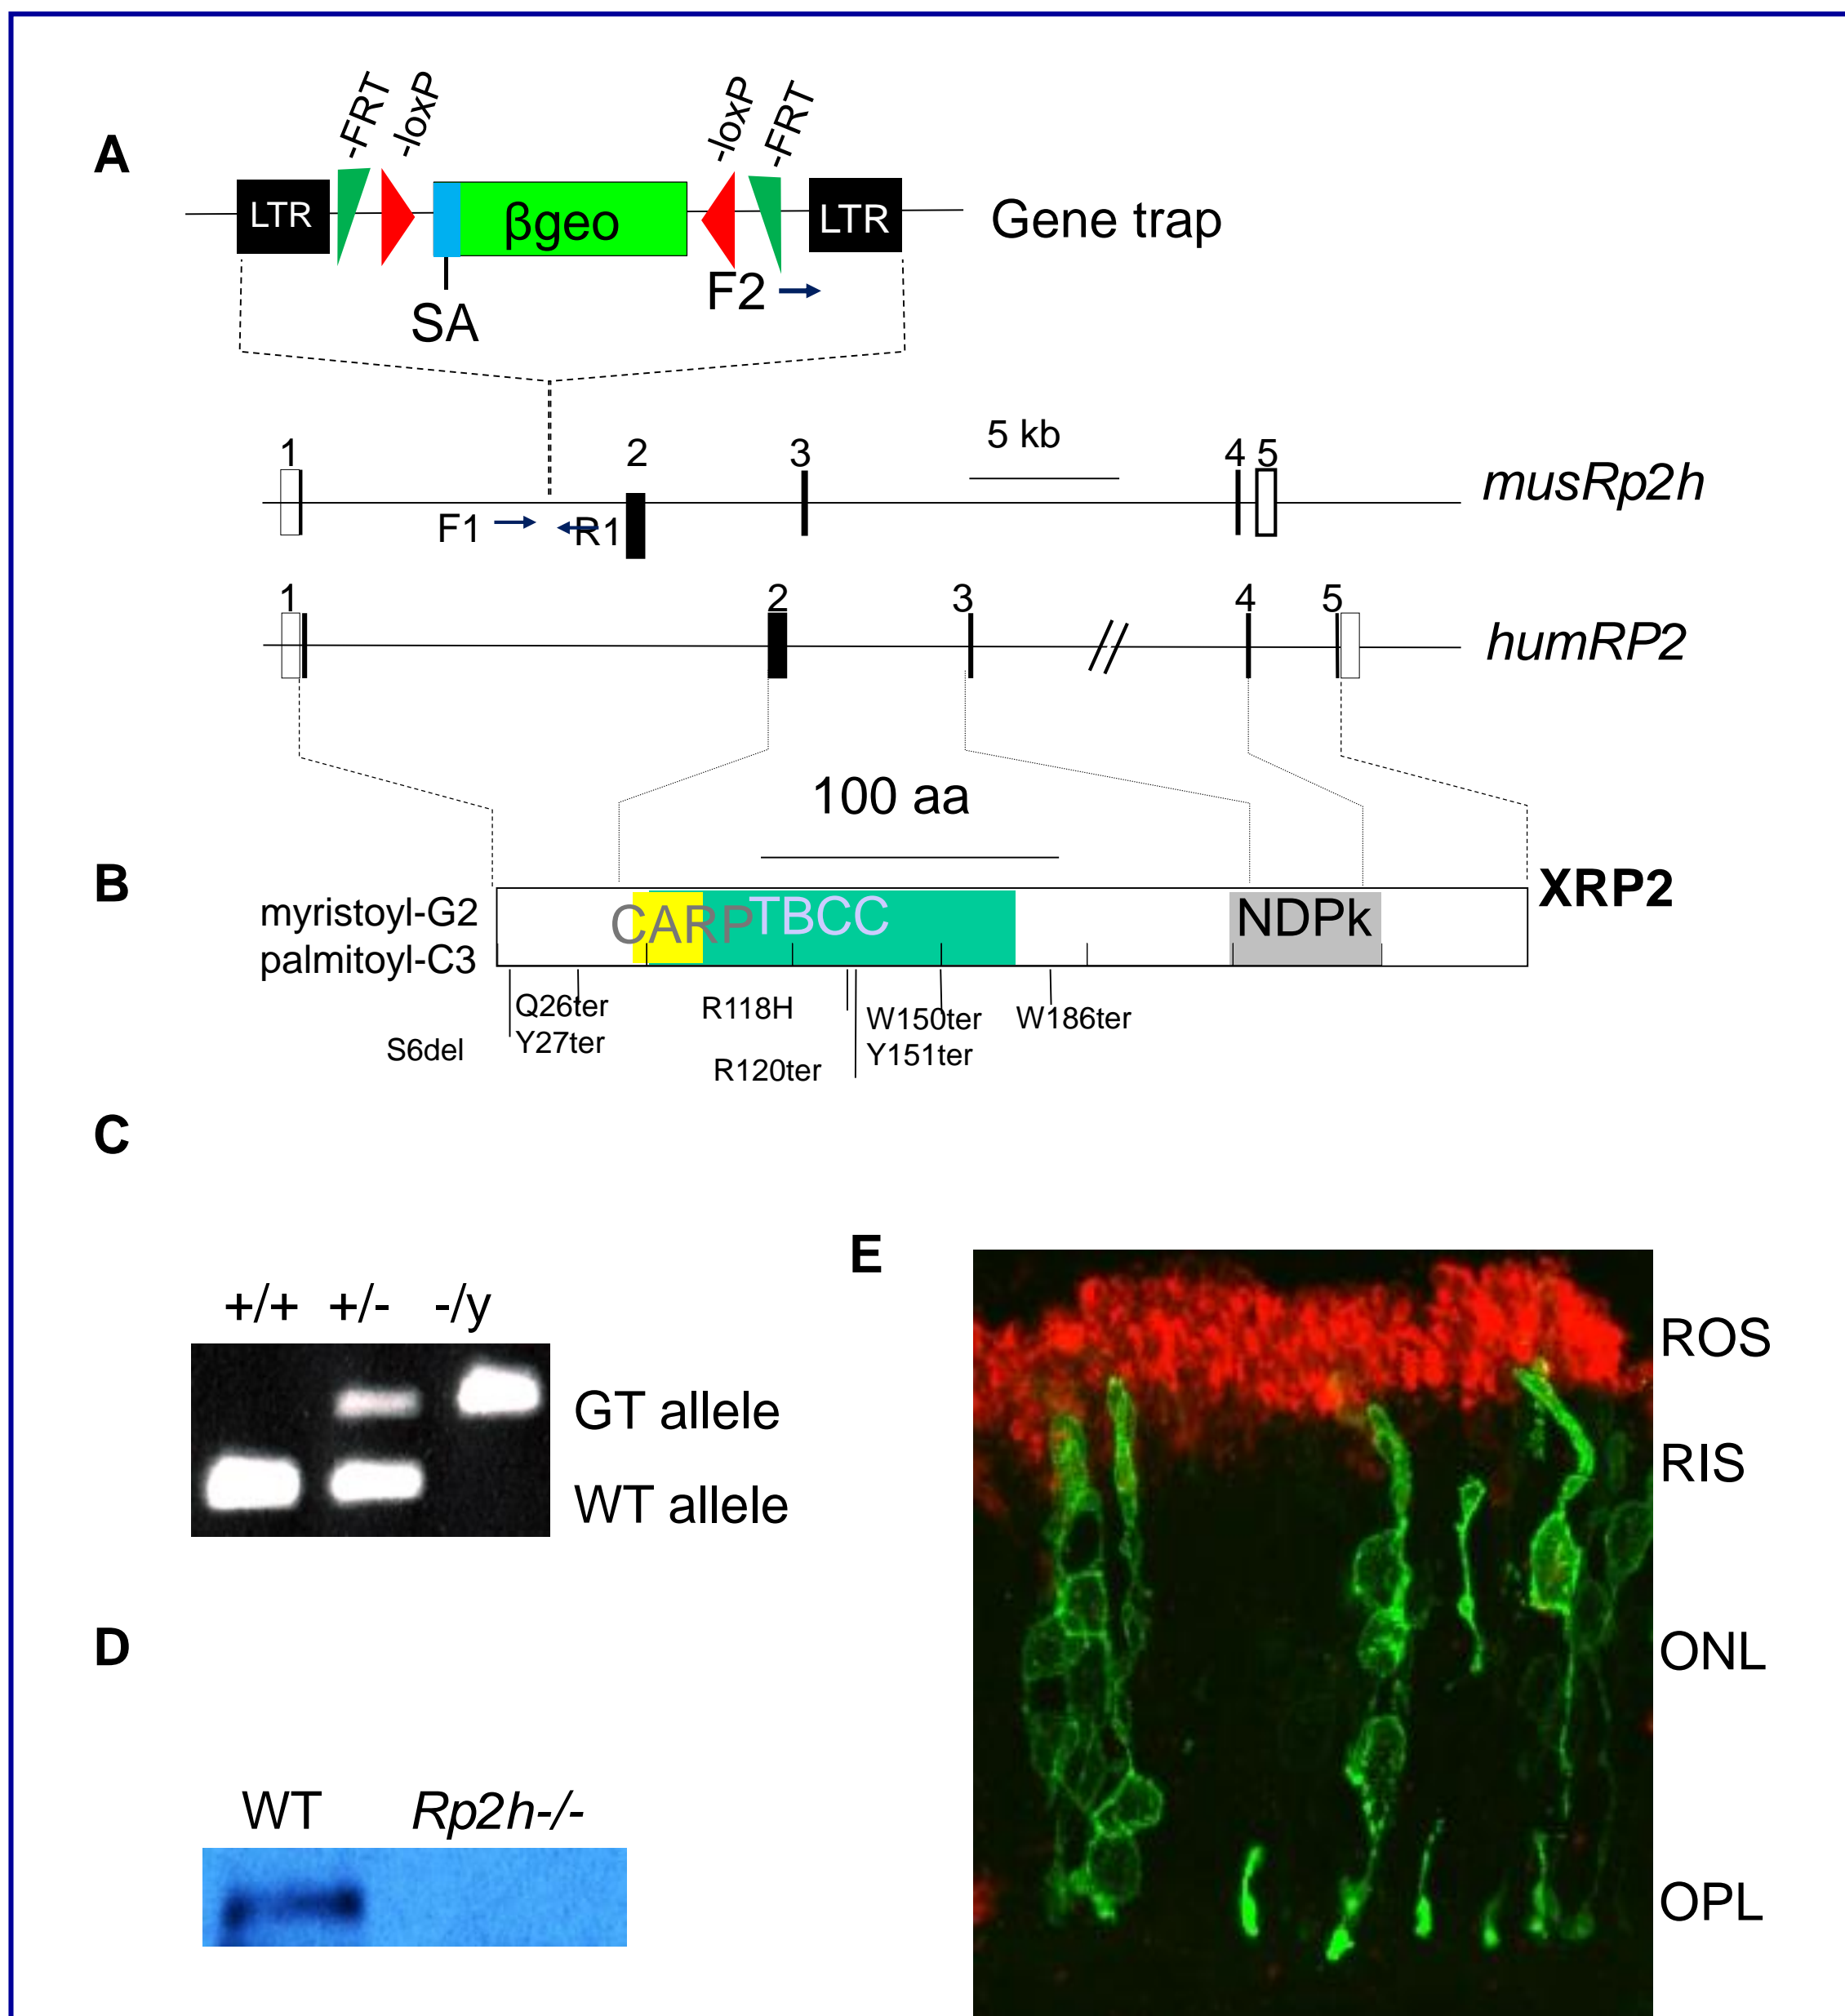 A
-FRT
-loxP
-loxP
-FRT
LTR
βgeo
LTR
Gene trap
F2
SA
5 kb
1
2
3
4
5
musRp2h
F1
R1
1
2
3
4
5
humRP2
100 aa
B
XRP2
myristoyl-G2
palmitoyl-C3
CARP
TBCC
NDPk
Q26ter
Y27ter
S6del
R118H
R120ter
W150ter
Y151ter
W186ter
C
+/+ +/- -/y
GT allele
WT allele
D
WT Rp2h-/-
E
ROS
RIS
ONL
OPL